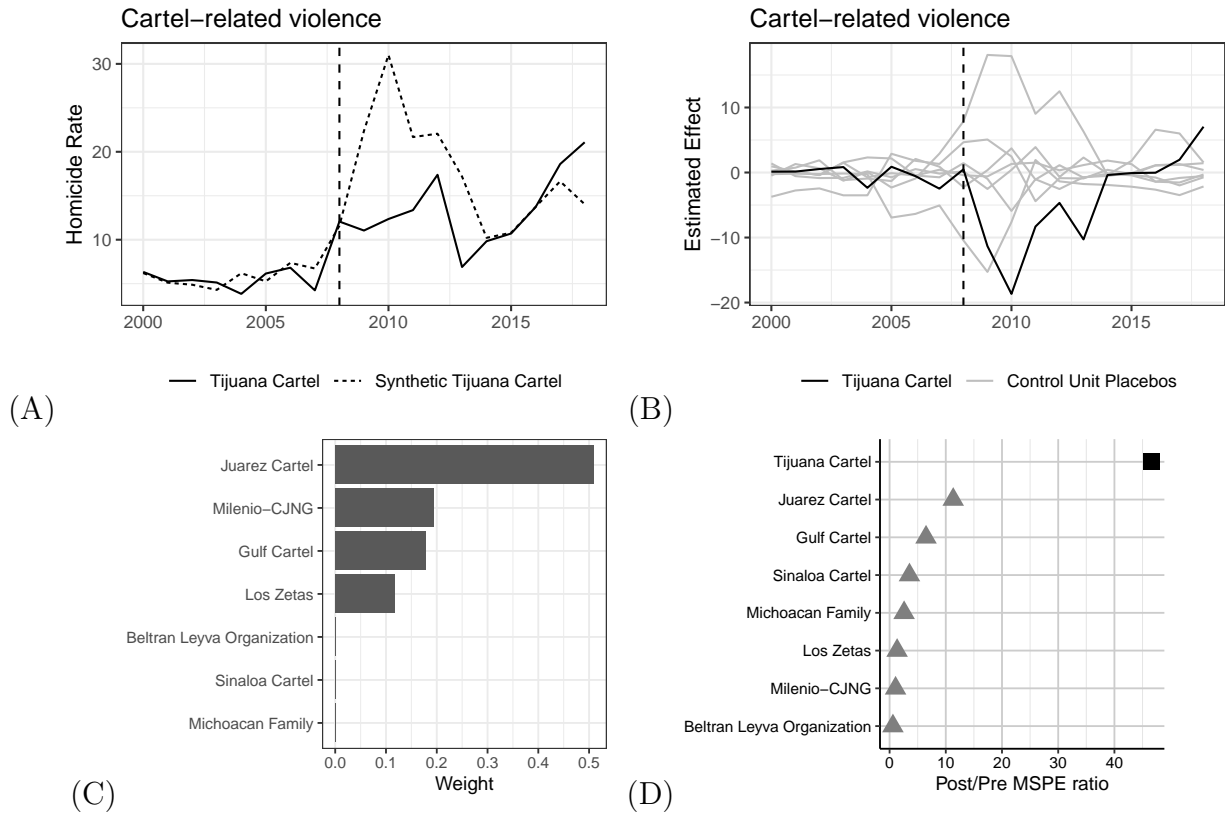 Cartel−related violence
Homicide Rate
30
20
10
2000 2005 2010 2015
Tijuana Cartel Synthetic Tijuana Cartel
(A)
Cartel−related violence
Estimated Effect
10
0
−10
−20
2000 2005 2010 2015
Tijuana Cartel Control Unit Placebos
(B)
Juarez Cartel
Milenio−CJNG
Gulf Cartel
Los Zetas
Beltran Leyva Organization
Sinaloa Cartel
Michoacan Family
0.0 0.1 0.2 0.3 0.4 0.5
Weight
(C)
Tijuana Cartel
Juarez Cartel
Gulf Cartel
Sinaloa Cartel
Michoacan Family
Los Zetas
Milenio−CJNG
Beltran Leyva Organization
0 10 20 30 40
Post/Pre MSPE ratio
(D)